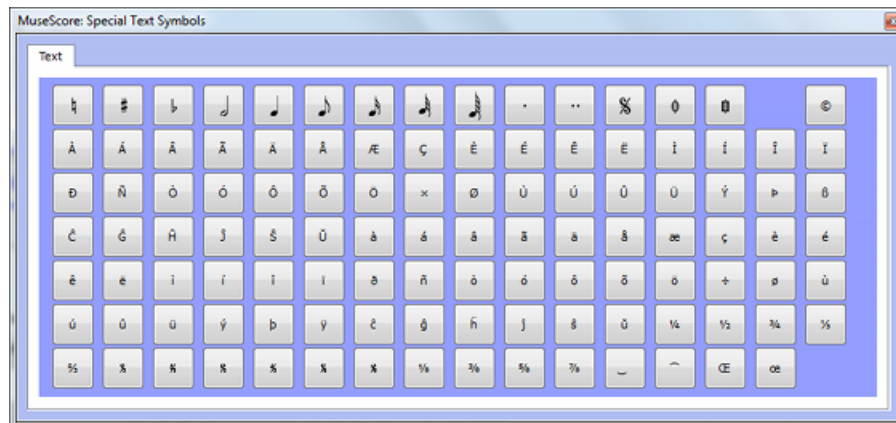 MuseScore: Special Text Symbols
Text
♮ ♯ ♭ · ·· © 
À Á Â Ã Ä Å Æ Ç È É Ê Ë Ì Í Î Ï
Ð Ñ Ò Ó Ô Õ Ö × Ø Ù Ú Û Ü Ý Þ ß
Ĉ Ĝ Ĥ Ĵ Ŝ Ŭ à á â ã ä å æ ç è é
ê ë ì í î ï ð ñ ò ó ô õ ö ÷ ø ù
ú û ü ý þ ÿ ĉ ĝ ĥ ĵ ŝ ŭ ¼ ½ ¾ ⅓
⅔ ⅛ ⅜ ⅝ ⅞ ‿ ⁀ Œ œ